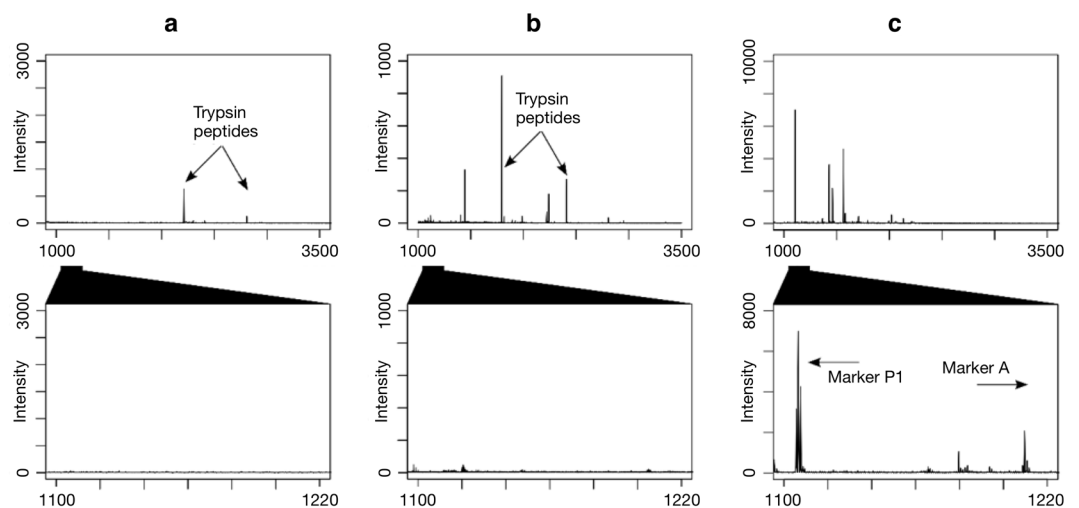 a
b
c
3000
Intensity
0
Trypsin
peptides
1000
3500
1000
Intensity
0
Trypsin
peptides
1000
3500
10000
Intensity
0
1000
3500
3000
Intensity
0
1100
1220
1000
Intensity
0
1100
1220
8000
Intensity
0
Marker P1
Marker A
1100
1220